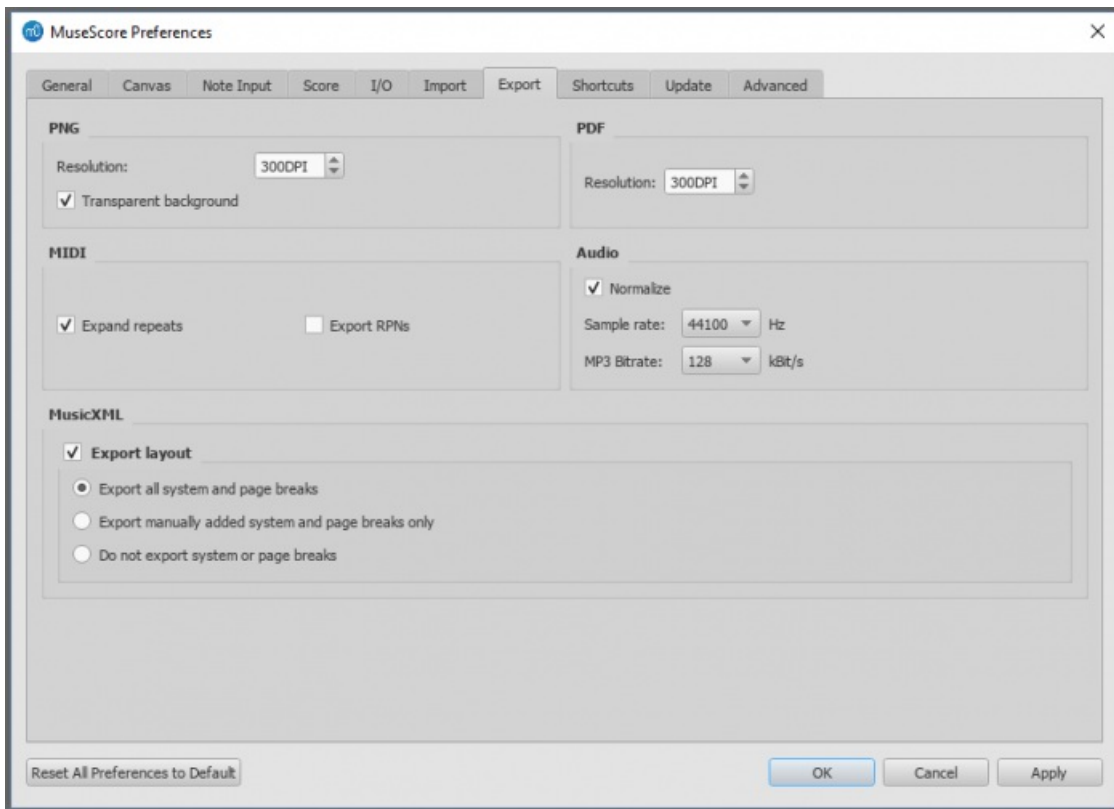 MuseScore Preferences
General Canvas Note Input Score I/O Import Export Shortcuts Update Advanced
PNG
Resolution: 300DPI
Transparent background
PDF
Resolution: 300DPI
MIDI
Expand repeats Export RPNs
Audio
Normalize
Sample rate: 44100 Hz
MP3 Bitrate: 128 kBit/s
MusicXML
Export layout
Export all system and page breaks
Export manually added system and page breaks only
Do not export system or page breaks
Reset All Preferences to Default OK Cancel Apply